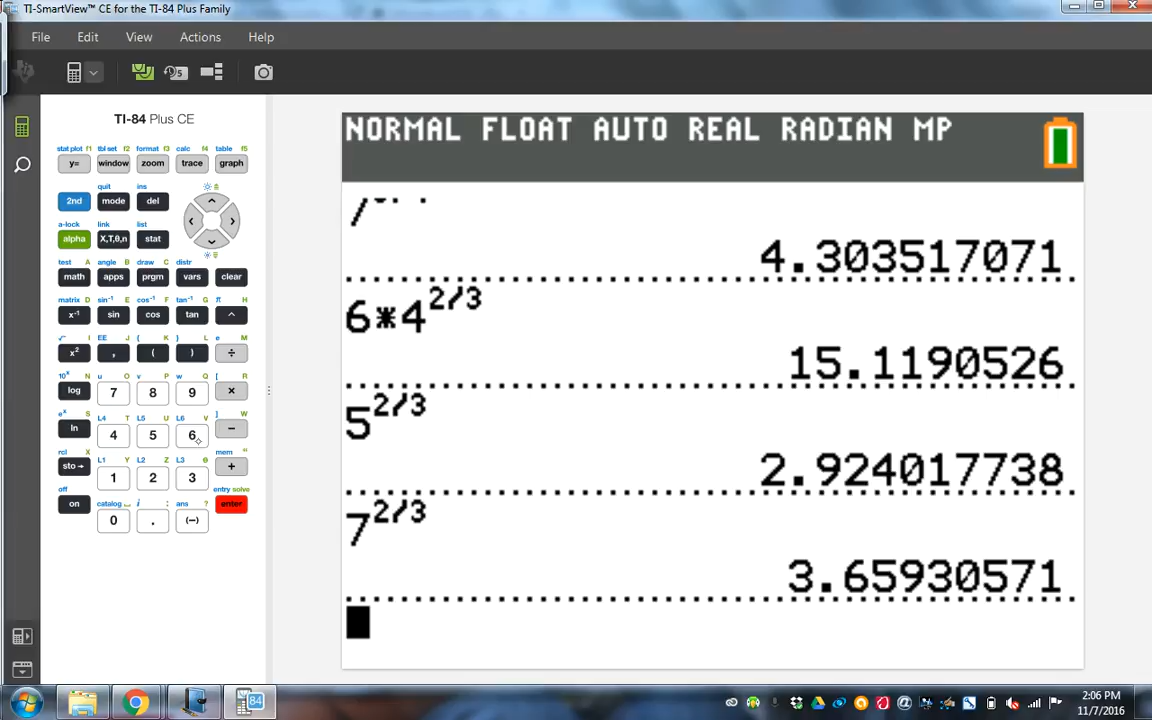 TI-SmartView™ CE for the TI-84 Plus Family
File Edit View Actions Help
TI-84 Plus CE
stat plot f1 tbl set f2 format f3 calc f4 table f5
y= window zoom trace graph
quit ins
2nd mode del
a-lock link list
alpha X,T,θ,n stat
test A angle B draw C distr
math apps prgm vars clear
matrix D sin⁻¹ E cos⁻¹ F tan⁻¹ G π H
x⁻¹ sin cos tan ^
√ I EE J { K } L e M
x² , ( ) ÷
10ˣ N u O v P w Q [ R
log 7 8 9 ×
eˣ S L4 T L5 U L6 V ] W
ln 4 5 6 −
rcl X L1 Y L2 Z L3 θ mem "
sto→ 1 2 3 +
off catalog i : ans ? entry solve
on 0 . (−) enter
NORMAL FLOAT AUTO REAL RADIAN MP
4.303517071
6*4^2/3
15.1190526
5^2/3
2.924017738
7^2/3
3.65930571
84
2:06 PM
11/7/2016